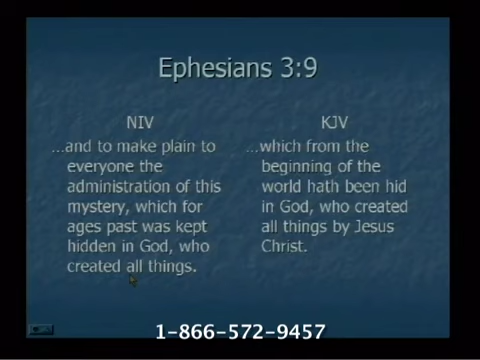 Ephesians 3:9
NIV
…and to make plain to
everyone the
administration of this
mystery, which for
ages past was kept
hidden in God, who
created all things.
KJV
…which from the
beginning of the
world hath been hid
in God, who created
all things by Jesus
Christ.
1-866-572-9457